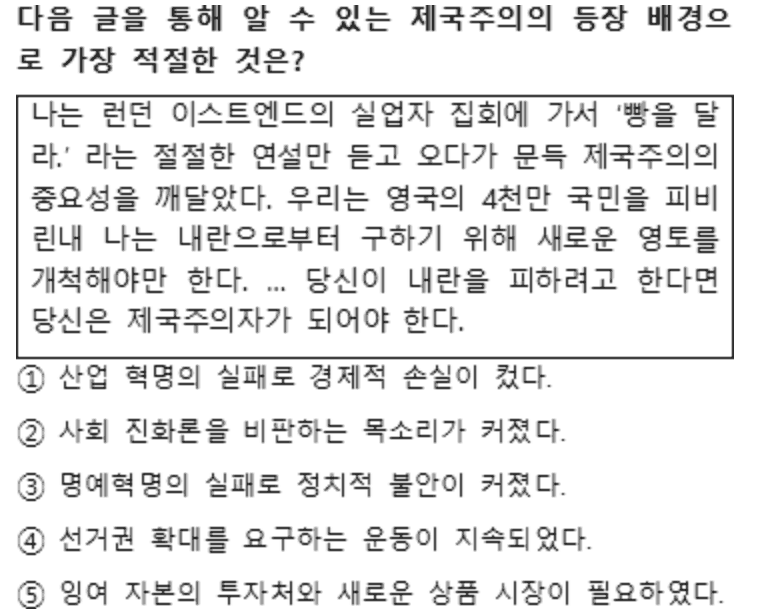 다음 글을 통해 알 수 있는 제국주의의 등장 배경으
로 가장 적절한 것은?
나는 런던 이스트엔드의 실업자 집회에 가서 ‘빵을 달
라.’ 라는 절절한 연설만 듣고 오다가 문득 제국주의의
중요성을 깨달았다. 우리는 영국의 4천만 국민을 피비
린내 나는 내란으로부터 구하기 위해 새로운 영토를
개척해야만 한다. ... 당신이 내란을 피하려고 한다면
당신은 제국주의자가 되어야 한다.
① 산업 혁명의 실패로 경제적 손실이 컸다.
② 사회 진화론을 비판하는 목소리가 커졌다.
③ 명예혁명의 실패로 정치적 불안이 커졌다.
④ 선거권 확대를 요구하는 운동이 지속되었다.
⑤ 잉여 자본의 투자처와 새로운 상품 시장이 필요하였다.